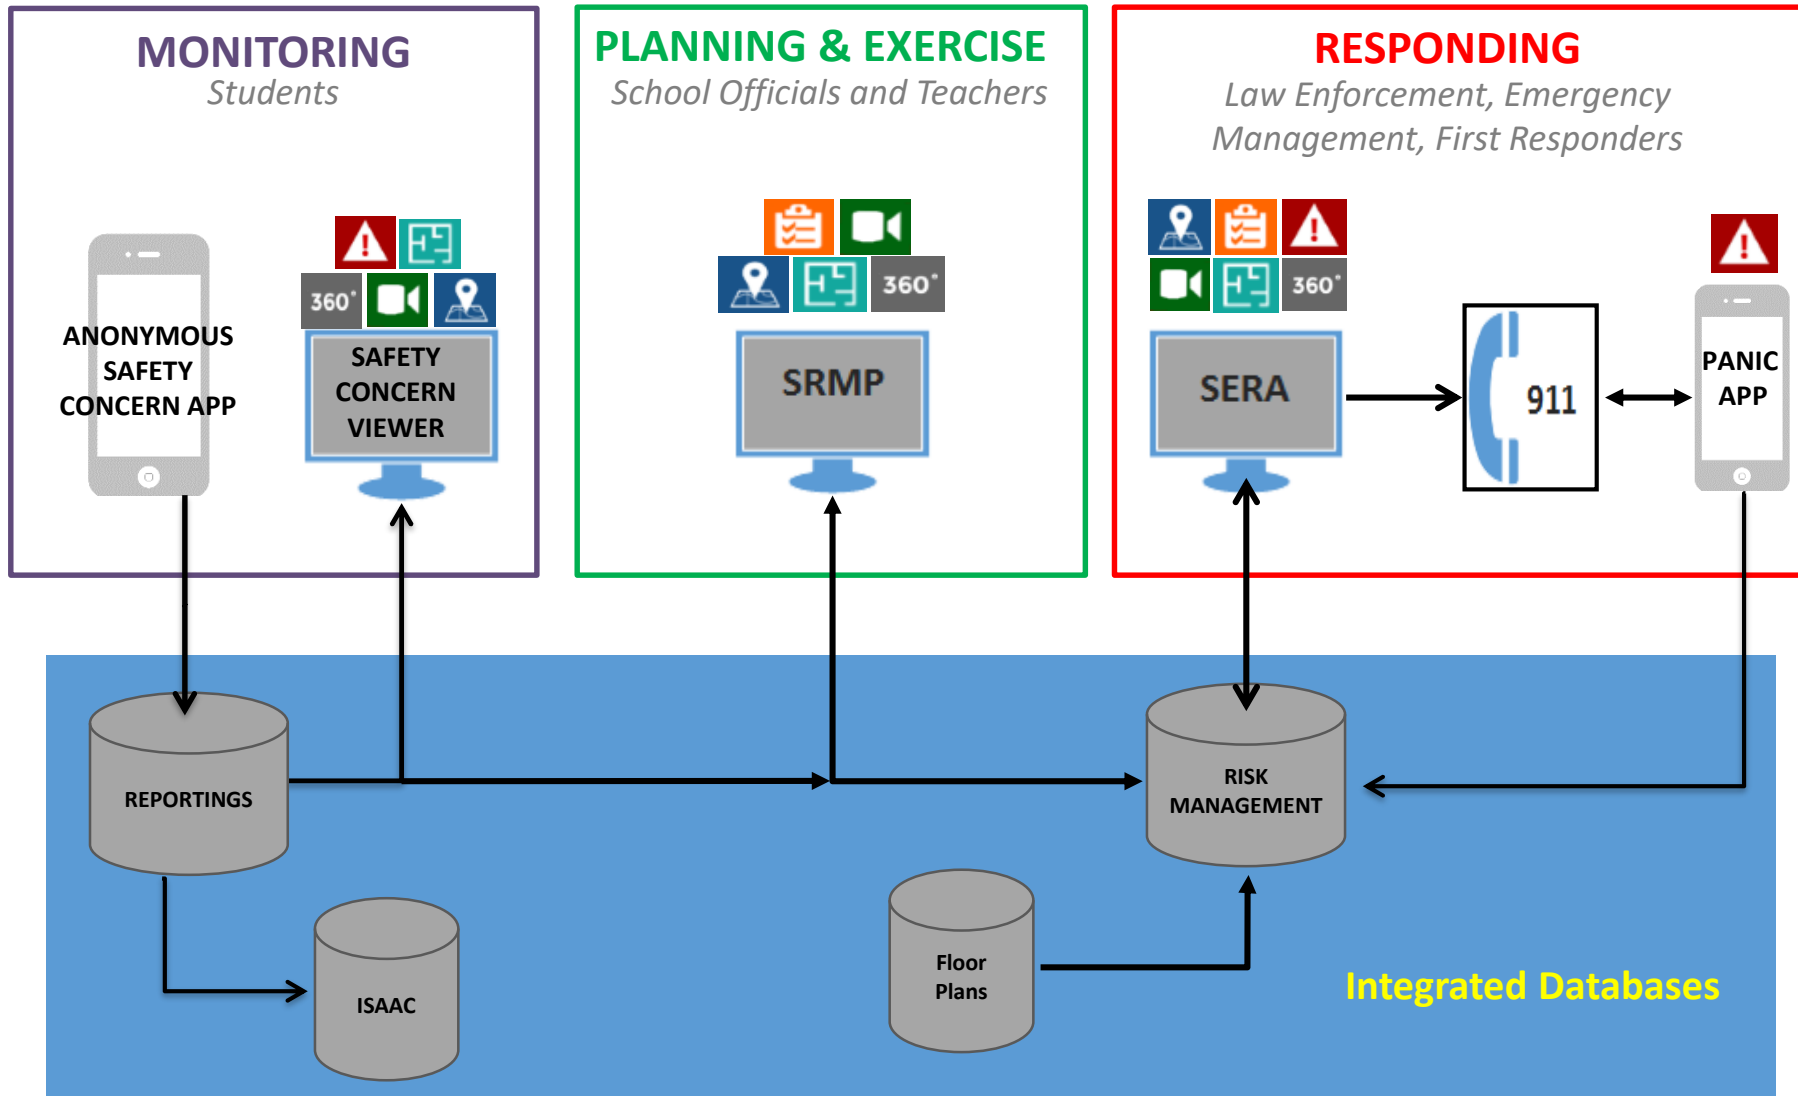 MONITORING
Students
PLANNING & EXERCISE
School Officials and Teachers
RESPONDING
Law Enforcement, Emergency
Management, First Responders
360°
360°
360°
ANONYMOUS
SAFETY
CONCERN APP
SAFETY
CONCERN
VIEWER
SRMP
SERA
911
PANIC
APP
REPORTINGS
RISK
MANAGEMENT
ISAAC
Floor
Plans
Integrated Databases